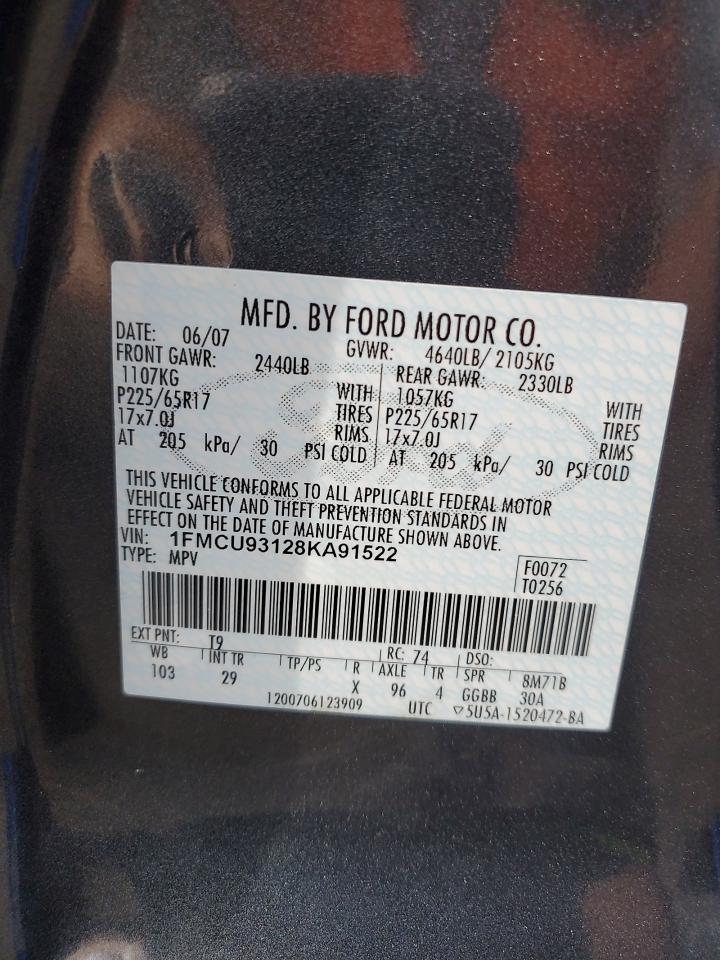 MFD. BY FORD MOTOR CO.
DATE: 06/07 GVWR: 4640LB/ 2105KG
FRONT GAWR: 2440LB REAR GAWR: 2330LB
1107KG WITH 1057KG WITH
P225/65R17 TIRES P225/65R17 TIRES
17x7.0J RIMS 17x7.0J RIMS
AT 205 kPa/ 30 PSI COLD AT 205 kPa/ 30 PSI COLD
THIS VEHICLE CONFORMS TO ALL APPLICABLE FEDERAL MOTOR
VEHICLE SAFETY AND THEFT PREVENTION STANDARDS IN
EFFECT ON THE DATE OF MANUFACTURE SHOWN ABOVE.
VIN: 1FMCU93128KA91522
TYPE: MPV F0072
T0256
EXT PNT: T9 RC: 74 DSO:
WB INT TR TP/PS R AXLE TR SPR 8M71B
103 29 X 96 4 GGBB 30A
1200706123909 UTC ▽5U5A-1520472-BA
Ford